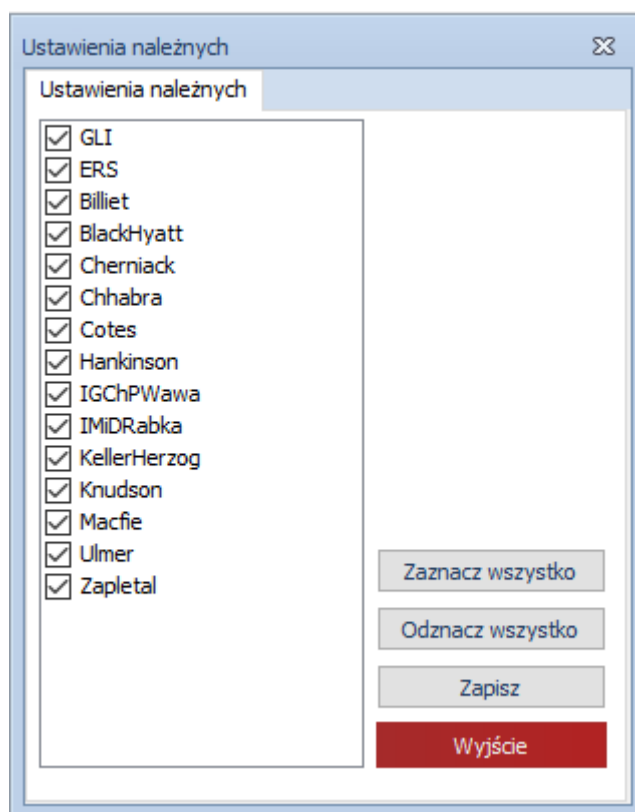 Ustawienia należnych
Ustawienia należnych
GLI
ERS
Billiet
BlackHyatt
Cherniack
Chhabra
Cotes
Hankinson
IGChPWawa
IMiDRabka
KellerHerzog
Knudson
Macfie
Ulmer
Zapletal
Zaznacz wszystko
Odznacz wszystko
Zapisz
Wyjście